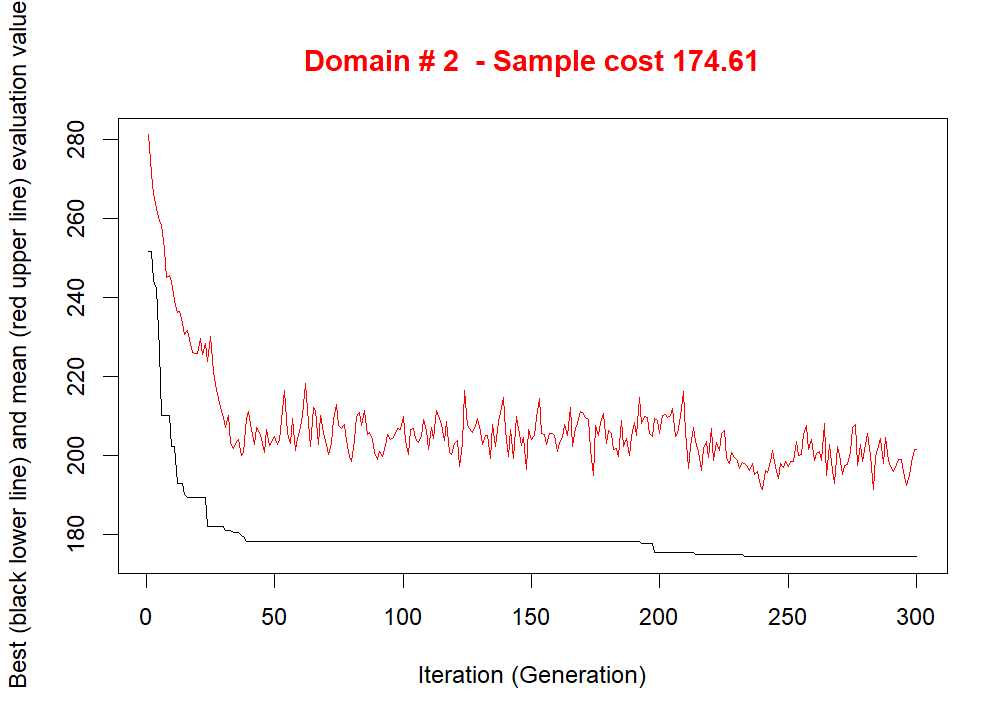 Domain # 2  - Sample cost 174.61
Best (black lower line) and mean (red upper line) evaluation value
280
260
240
220
200
180
0 50 100 150 200 250 300
Iteration (Generation)